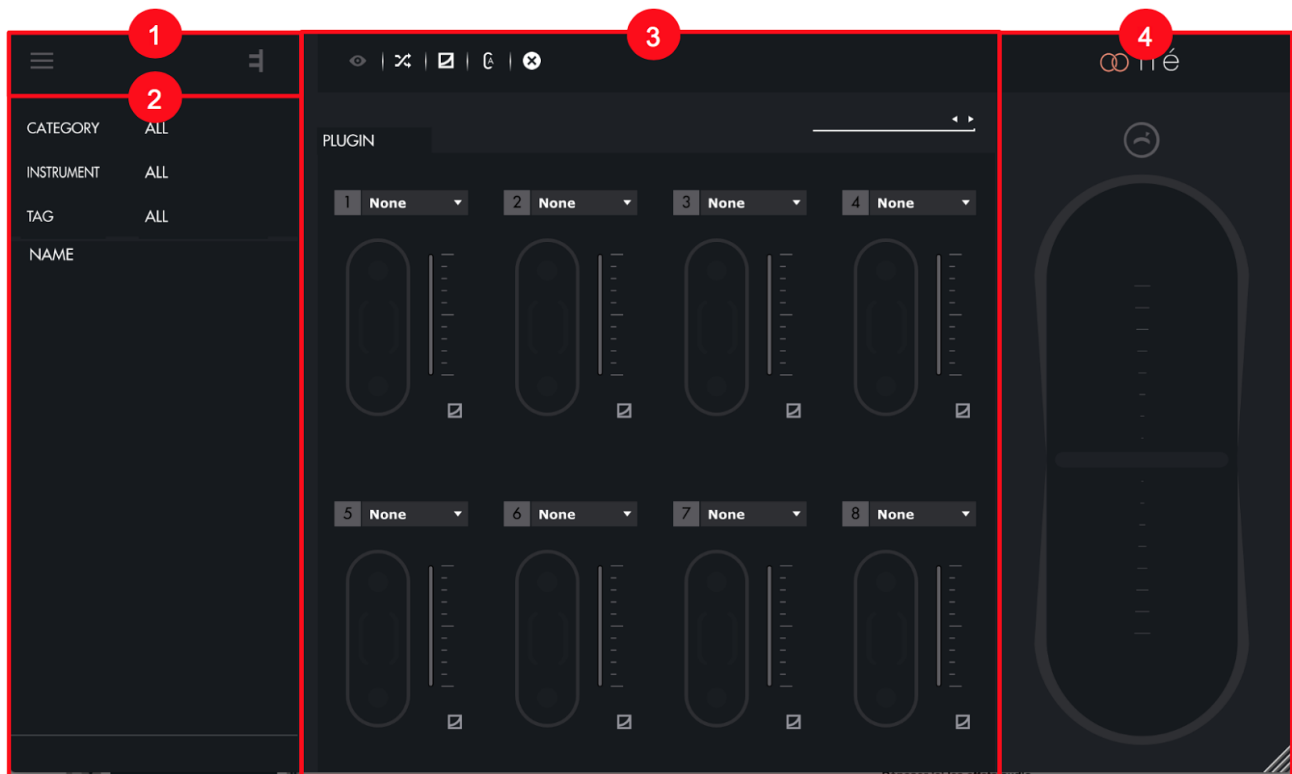 1
2
3
4
CATEGORY ALL
INSTRUMENT ALL
TAG ALL
NAME
A
PLUGIN
1 None
2 None
3 None
4 None
5 None
6 None
7 None
8 None